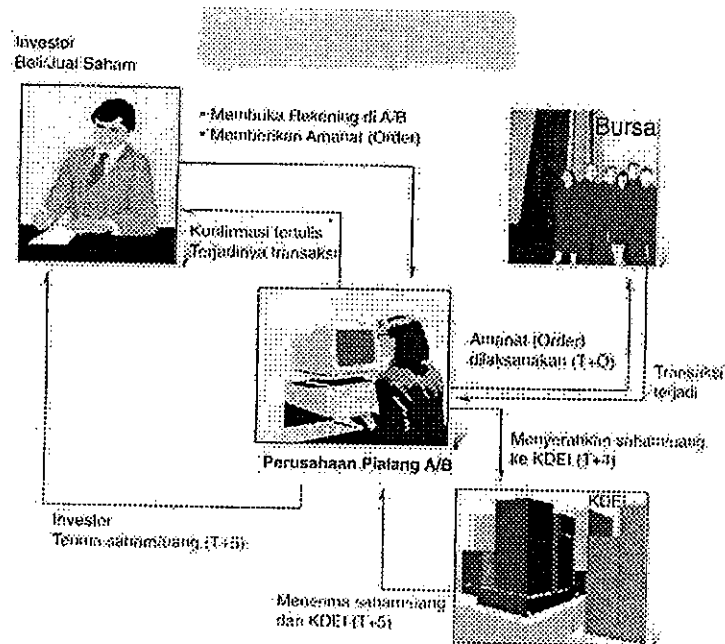 Investor
Beli/Jual Saham
• Membuka Rekening di A/B
• Memberikan Amanat (Order)
Bursa
Konfirmasi tertulis
Terjadinya transaksi
Amanat (Order)
dilaksanakan (T+O)
Transaksi
terjadi
Perusahaan Pialang A/B
Menyerahkan saham/uang
ke KDEI (T+4)
KDEI
Investor
Terima saham/uang (T+5)
Menerima saham/uang
dari KDEI (T+5)